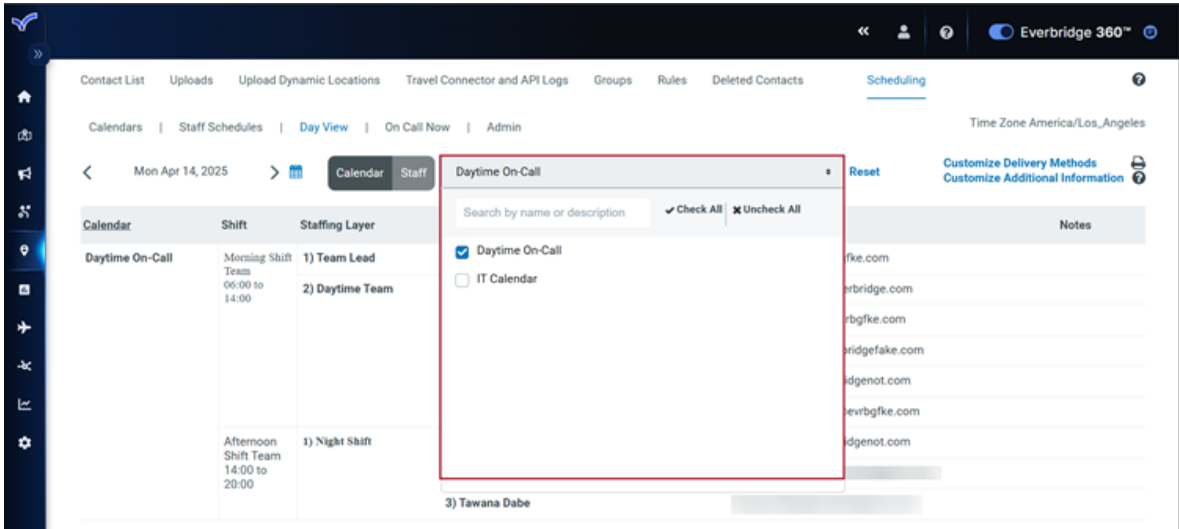 Everbridge 360™
Contact List Uploads Upload Dynamic Locations Travel Connector and API Logs Groups Rules Deleted Contacts Scheduling
Calendars | Staff Schedules | Day View | On Call Now | Admin
Time Zone America/Los_Angeles
Mon Apr 14, 2025 Calendar Staff Daytime On-Call Reset
Customize Delivery Methods
Customize Additional Information
Search by name or description Check All Uncheck All
Calendar Shift Staffing Layer Notes
Daytime On-Call
IT Calendar
Daytime On-Call
Morning Shift
Team
06:00 to
14:00
1) Team Lead
2) Daytime Team
fke.com
erbridge.com
rbgfke.com
bridgefake.com
idgenot.com
bevrbgfke.com
Afternoon
Shift Team
14:00 to
20:00
1) Night Shift
idgenot.com
3) Tawana Dabe